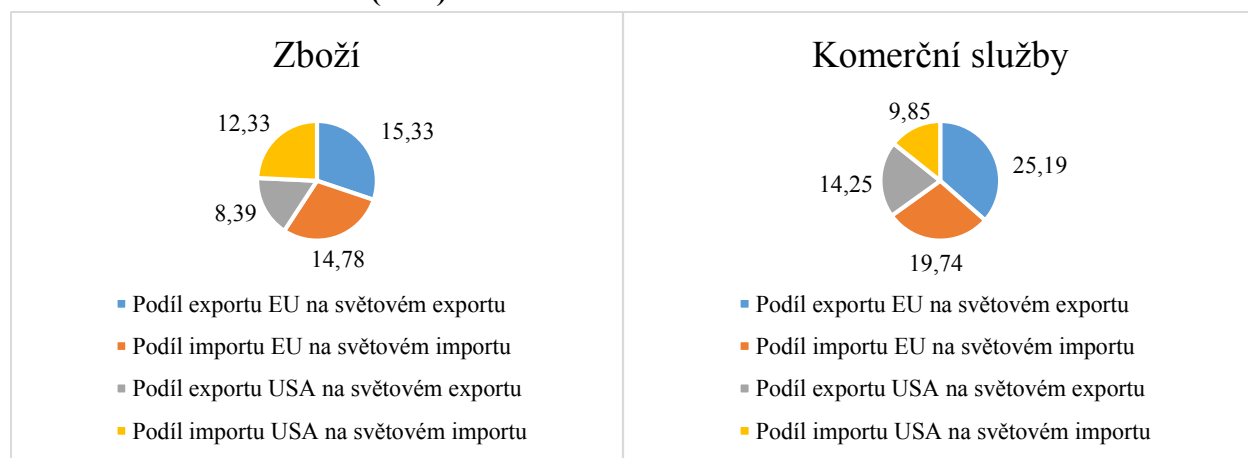 Zboží
12,33
15,33
8,39
14,78
Podíl exportu EU na světovém exportu
Podíl importu EU na světovém importu
Podíl exportu USA na světovém exportu
Podíl importu USA na světovém importu
Komerční služby
9,85
25,19
14,25
19,74
Podíl exportu EU na světovém exportu
Podíl importu EU na světovém importu
Podíl exportu USA na světovém exportu
Podíl importu USA na světovém importu